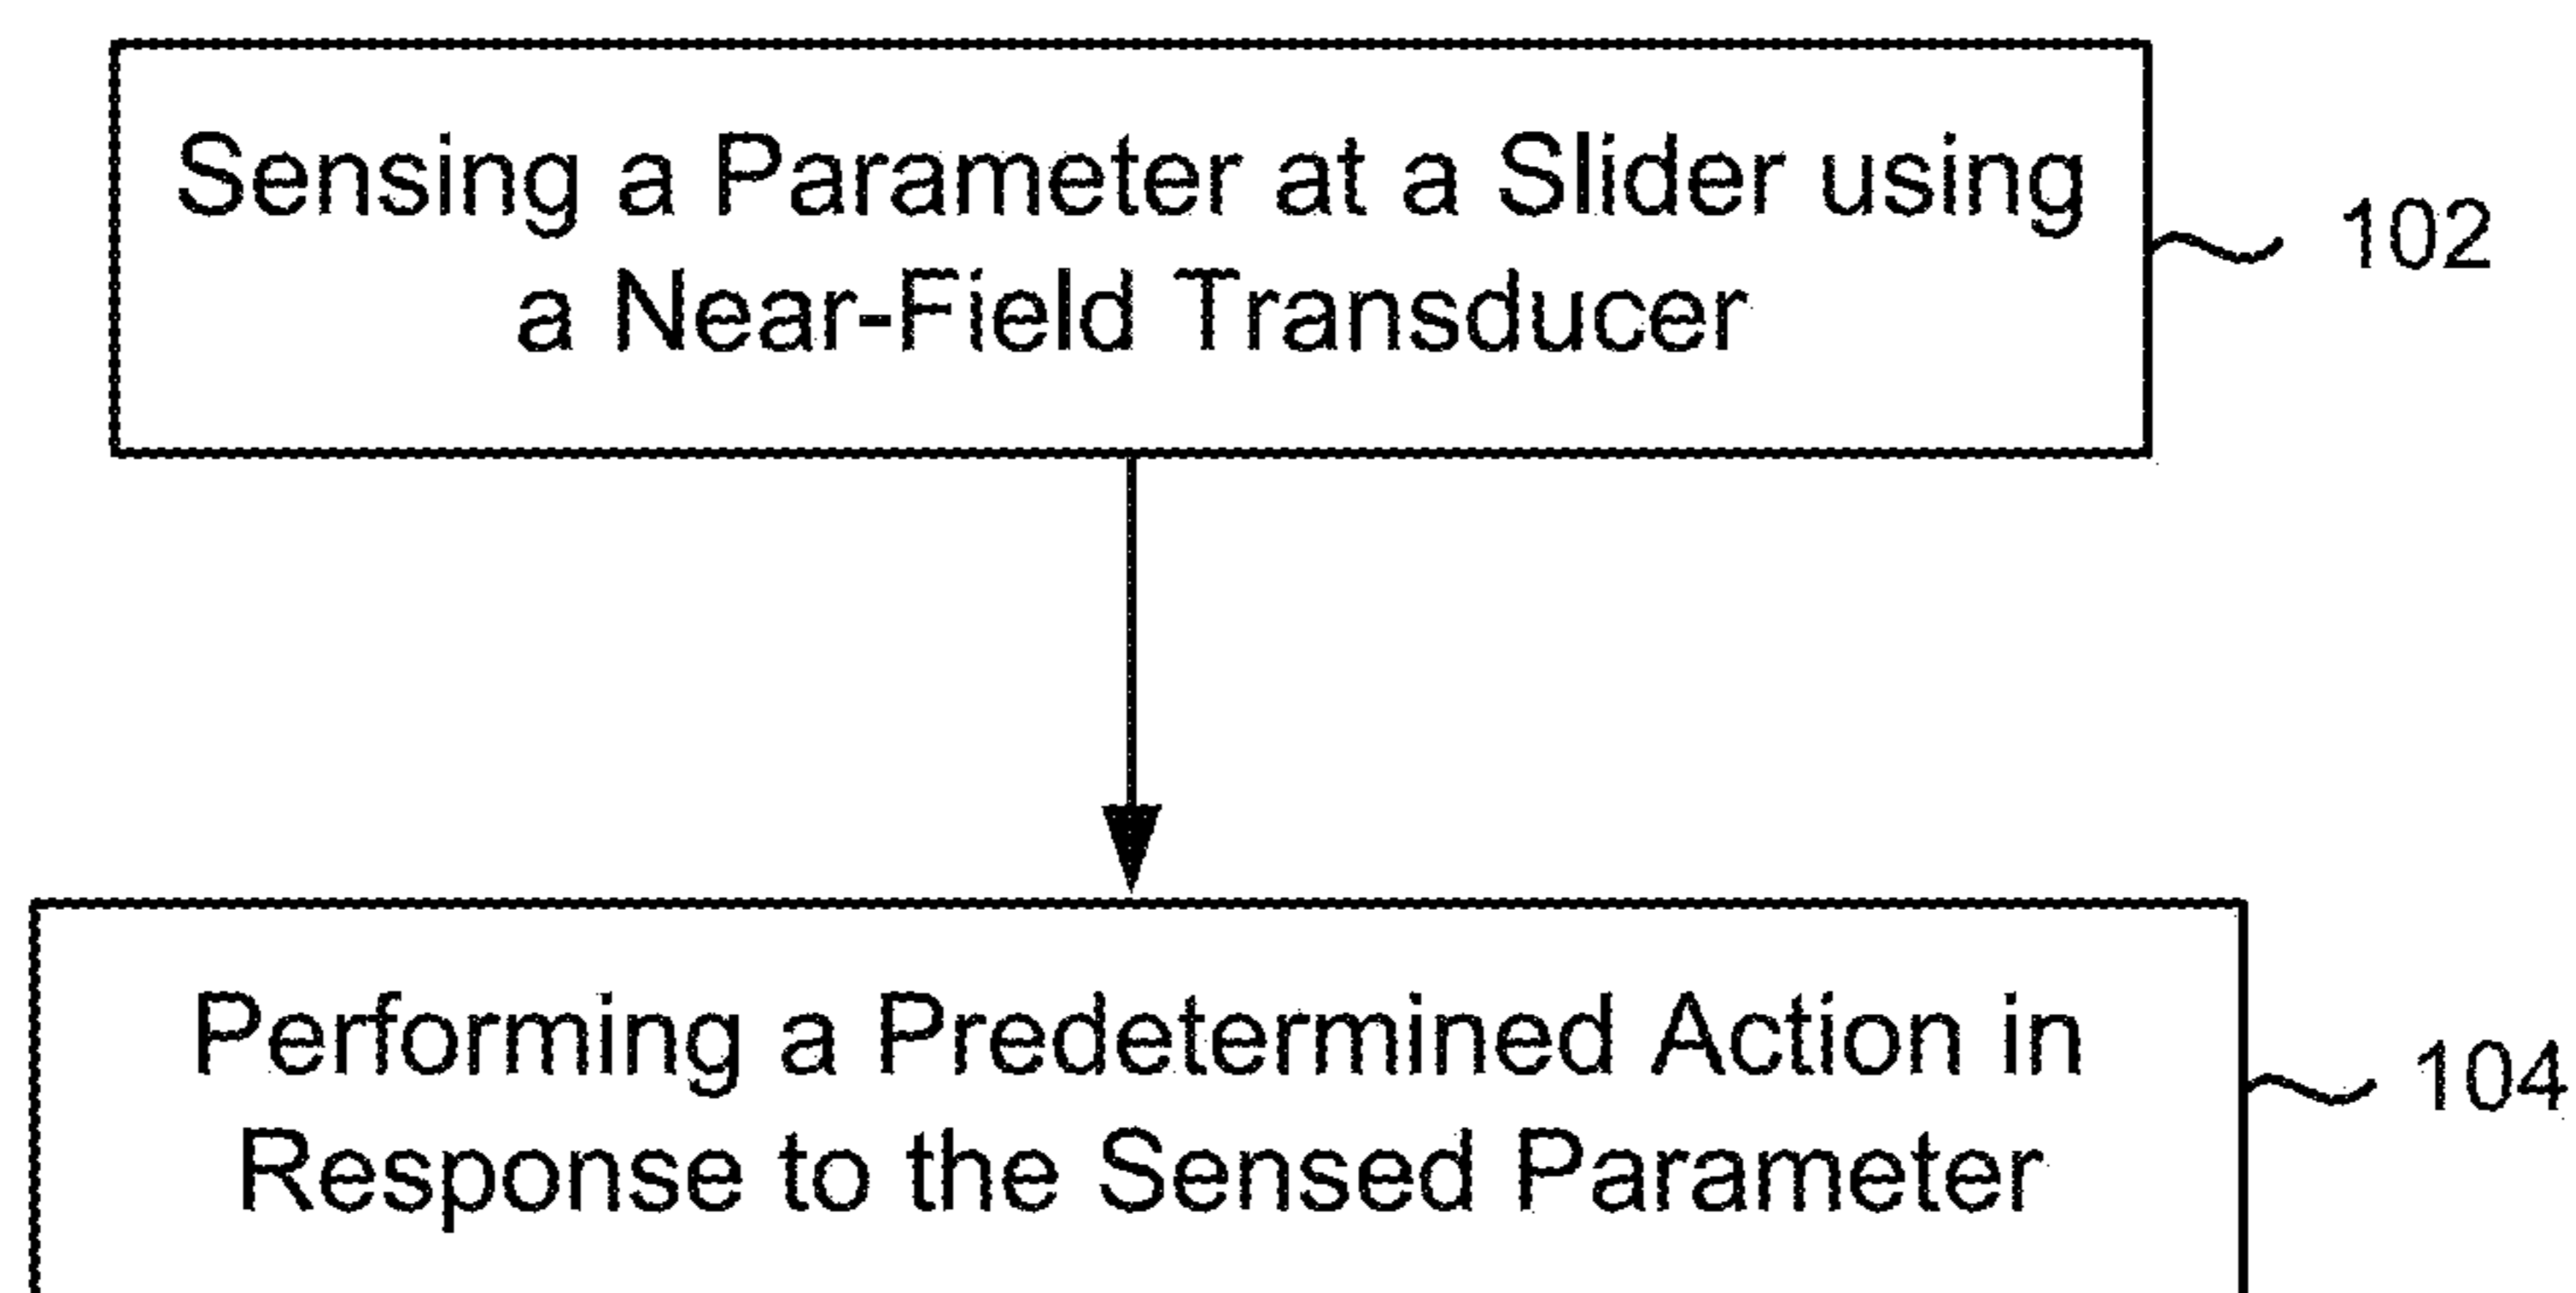 Sensing a Parameter at a Slider using
a Near-Field Transducer
102
Performing a Predetermined Action in
Response to the Sensed Parameter
104